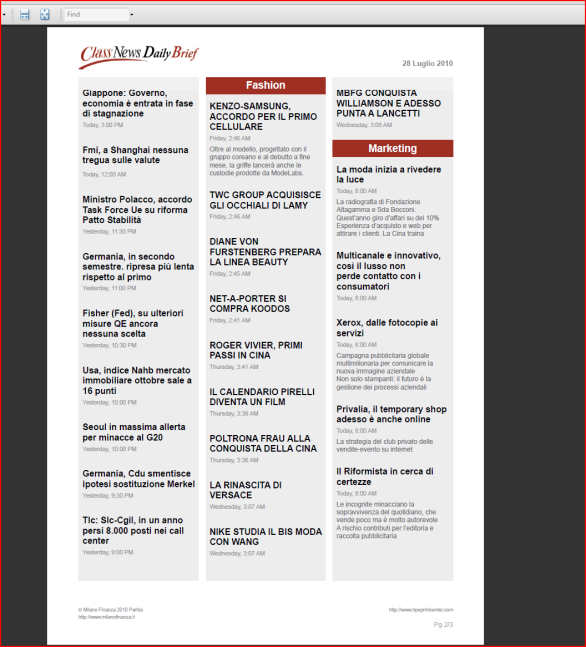 Find
Class News Daily Brief
28 Luglio 2010
Giappone: Governo,
economia è entrata in fase
di stagnazione
Today, 3:00 PM
Fmi, a Shanghai nessuna
tregua sulle valute
Today, 12:00 AM
Ministro Polacco, accordo
Task Force Ue su riforma
Patto Stabilità
Yesterday, 11:30 PM
Germania, in secondo
semestre. ripresa più lenta
rispetto al primo
Yesterday, 11:00 PM
Fisher (Fed), su ulteriori
misure QE ancora
nessuna scelta
Yesterday, 10:30 PM
Usa, indice Nahb mercato
immobiliare ottobre sale a
16 punti
Yesterday, 10:00 PM
Seoul in massima allerta
per minacce al G20
Yesterday, 10:00 PM
Germania, Cdu smentisce
ipotesi sostituzione Merkel
Yesterday, 9:30 PM
Tlc: Slc-Cgil, in un anno
persi 8.000 posti nei call
center
Yesterday, 9:00 PM
Fashion
KENZO-SAMSUNG,
ACCORDO PER IL PRIMO
CELLULARE
Friday, 2:46 AM
Oltre al modello, progettato con il
gruppo coreano e al debutto a fine
mese, la griffe lancerà anche le
custodie prodotte da ModeLabs.
TWC GROUP ACQUISISCE
GLI OCCHIALI DI LAMY
Friday, 2:46 AM
DIANE VON
FURSTENBERG PREPARA
LA LINEA BEAUTY
Friday, 2:45 AM
NET-A-PORTER SI
COMPRA KOODOS
Friday, 2:41 AM
ROGER VIVIER, PRIMI
PASSI IN CINA
Thursday, 3:41 AM
IL CALENDARIO PIRELLI
DIVENTA UN FILM
Thursday, 3:39 AM
POLTRONA FRAU ALLA
CONQUISTA DELLA CINA
Thursday, 3:36 AM
LA RINASCITA DI
VERSACE
Wednesday, 3:07 AM
NIKE STUDIA IL BIS MODA
CON WANG
Wednesday, 3:07 AM
MBFG CONQUISTA
WILLIAMSON E ADESSO
PUNTA A LANCETTI
Wednesday, 3:06 AM
Marketing
La moda inizia a rivedere
la luce
Today, 8:00 AM
La radiografia di Fondazione
Altagamma e Sda Bocconi.
Quest'anno giro d'affari su del 10%
Esperienza d'acquisto e web per
attirare i clienti. La Cina traina
Multicanale e innovativo,
così il lusso non
perde contatto con i
consumatori
Today, 8:00 AM
Xerox, dalle fotocopie ai
servizi
Today, 8:00 AM
Campagna pubblicitaria globale
multimilionaria per comunicare la
nuova immagine aziendale
Non solo stampanti: il futuro è la
gestione dei processi aziendali
Privalia, il temporary shop
adesso è anche online
Today, 8:00 AM
La strategia del club privato delle
vendite-evento su internet
Il Riformista in cerca di
certezze
Today, 8:00 AM
Le incognite minacciano la
sopravvivenza del quotidiano, che
vende poco ma è molto autorevole
A rischio contributi per l'editoria e
raccolta pubblicitaria
© Milano Finanza 2010 Partita
http://www.milanofinanza.it
http://www.hpeprintcenter.com
Pg 2/3